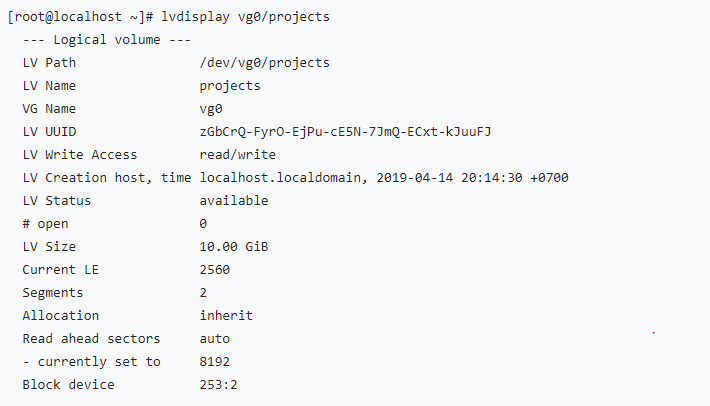 [root@localhost ~]# lvdisplay vg0/projects
--- Logical volume ---
LV Path /dev/vg0/projects
LV Name projects
VG Name vg0
LV UUID zGbCrQ-FyrO-EjPu-cE5N-7JmQ-ECxt-kJuuFJ
LV Write Access read/write
LV Creation host, time localhost.localdomain, 2019-04-14 20:14:30 +0700
LV Status available
# open 0
LV Size 10.00 GiB
Current LE 2560
Segments 2
Allocation inherit
Read ahead sectors auto
- currently set to 8192
Block device 253:2